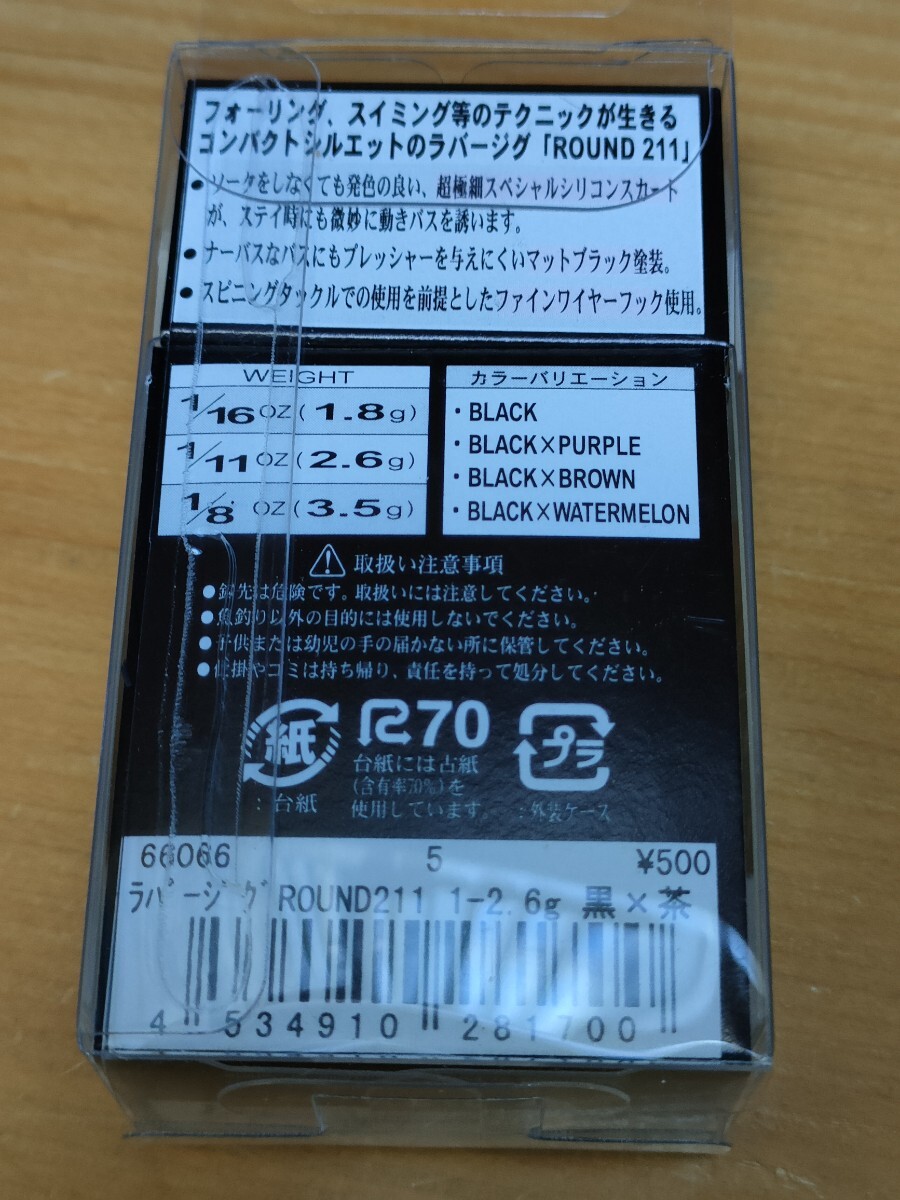 フォーリング、スイミング等のテクニックが生きる
コンパクトシルエットのラバージグ「ROUND 211」
• ソークをしなくても発色の良い、超極細スペシャルシリコンスカート
が、ステイ時にも微妙に動きバスを誘います。
• ナーバスなバスにもプレッシャーを与えにくいマットブラック塗装。
• スピニングタックルでの使用を前提としたファインワイヤーフック使用。
WEIGHT
1/16 OZ (1.8g)
1/11 OZ (2.6g)
1/8 OZ (3.5g)
カラーバリエーション
・BLACK
・BLACK×PURPLE
・BLACK×BROWN
・BLACK×WATERMELON
取扱い注意事項
●針先は危険です。取扱いには注意してください。
●魚釣り以外の目的には使用しないでください。
●子供または幼児の手の届かない所に保管してください。
●仕掛やゴミは持ち帰り、責任を持って処分してください。
紙
:台紙
R70
台紙には古紙
(含有率70%)を
使用しています
プラ
:外装ケース
66066 5 ¥500
ラバージグ ROUND211 1-2.6g 黒×茶
4 534910 281700